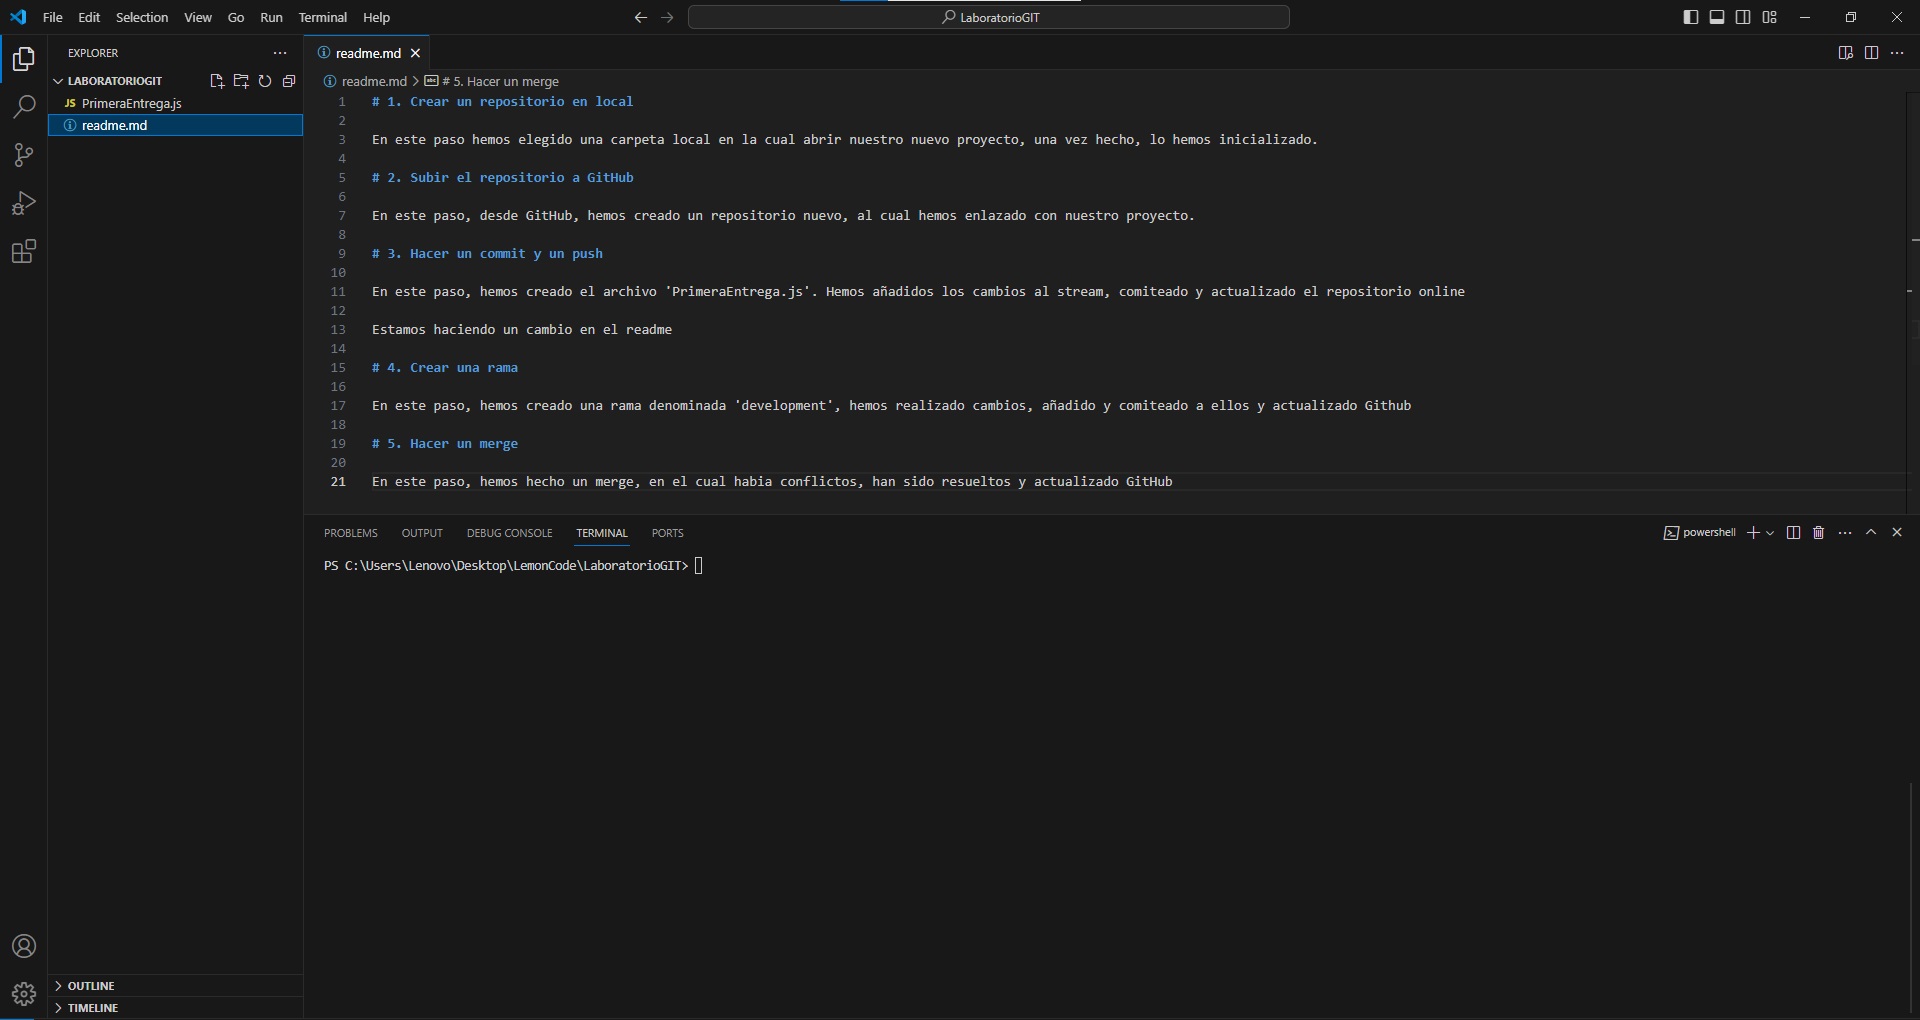 File Edit Selection View Go Run Terminal Help
LaboratorioGIT
EXPLORER
LABORATORIOGIT
JS PrimeraEntrega.js
readme.md
OUTLINE
TIMELINE
readme.md
readme.md > # 5. Hacer un merge
1 # 1. Crear un repositorio en local
2
3 En este paso hemos elegido una carpeta local en la cual abrir nuestro nuevo proyecto, una vez hecho, lo hemos inicializado.
4
5 # 2. Subir el repositorio a GitHub
6
7 En este paso, desde GitHub, hemos creado un repositorio nuevo, al cual hemos enlazado con nuestro proyecto.
8
9 # 3. Hacer un commit y un push
10
11 En este paso, hemos creado el archivo 'PrimeraEntrega.js'. Hemos añadidos los cambios al stream, comiteado y actualizado el repositorio online
12
13 Estamos haciendo un cambio en el readme
14
15 # 4. Crear una rama
16
17 En este paso, hemos creado una rama denominada 'development', hemos realizado cambios, añadido y comiteado a ellos y actualizado Github
18
19 # 5. Hacer un merge
20
21 En este paso, hemos hecho un merge, en el cual habia conflictos, han sido resueltos y actualizado GitHub
PROBLEMS OUTPUT DEBUG CONSOLE TERMINAL PORTS
powershell
PS C:\Users\Lenovo\Desktop\LemonCode\LaboratorioGIT>